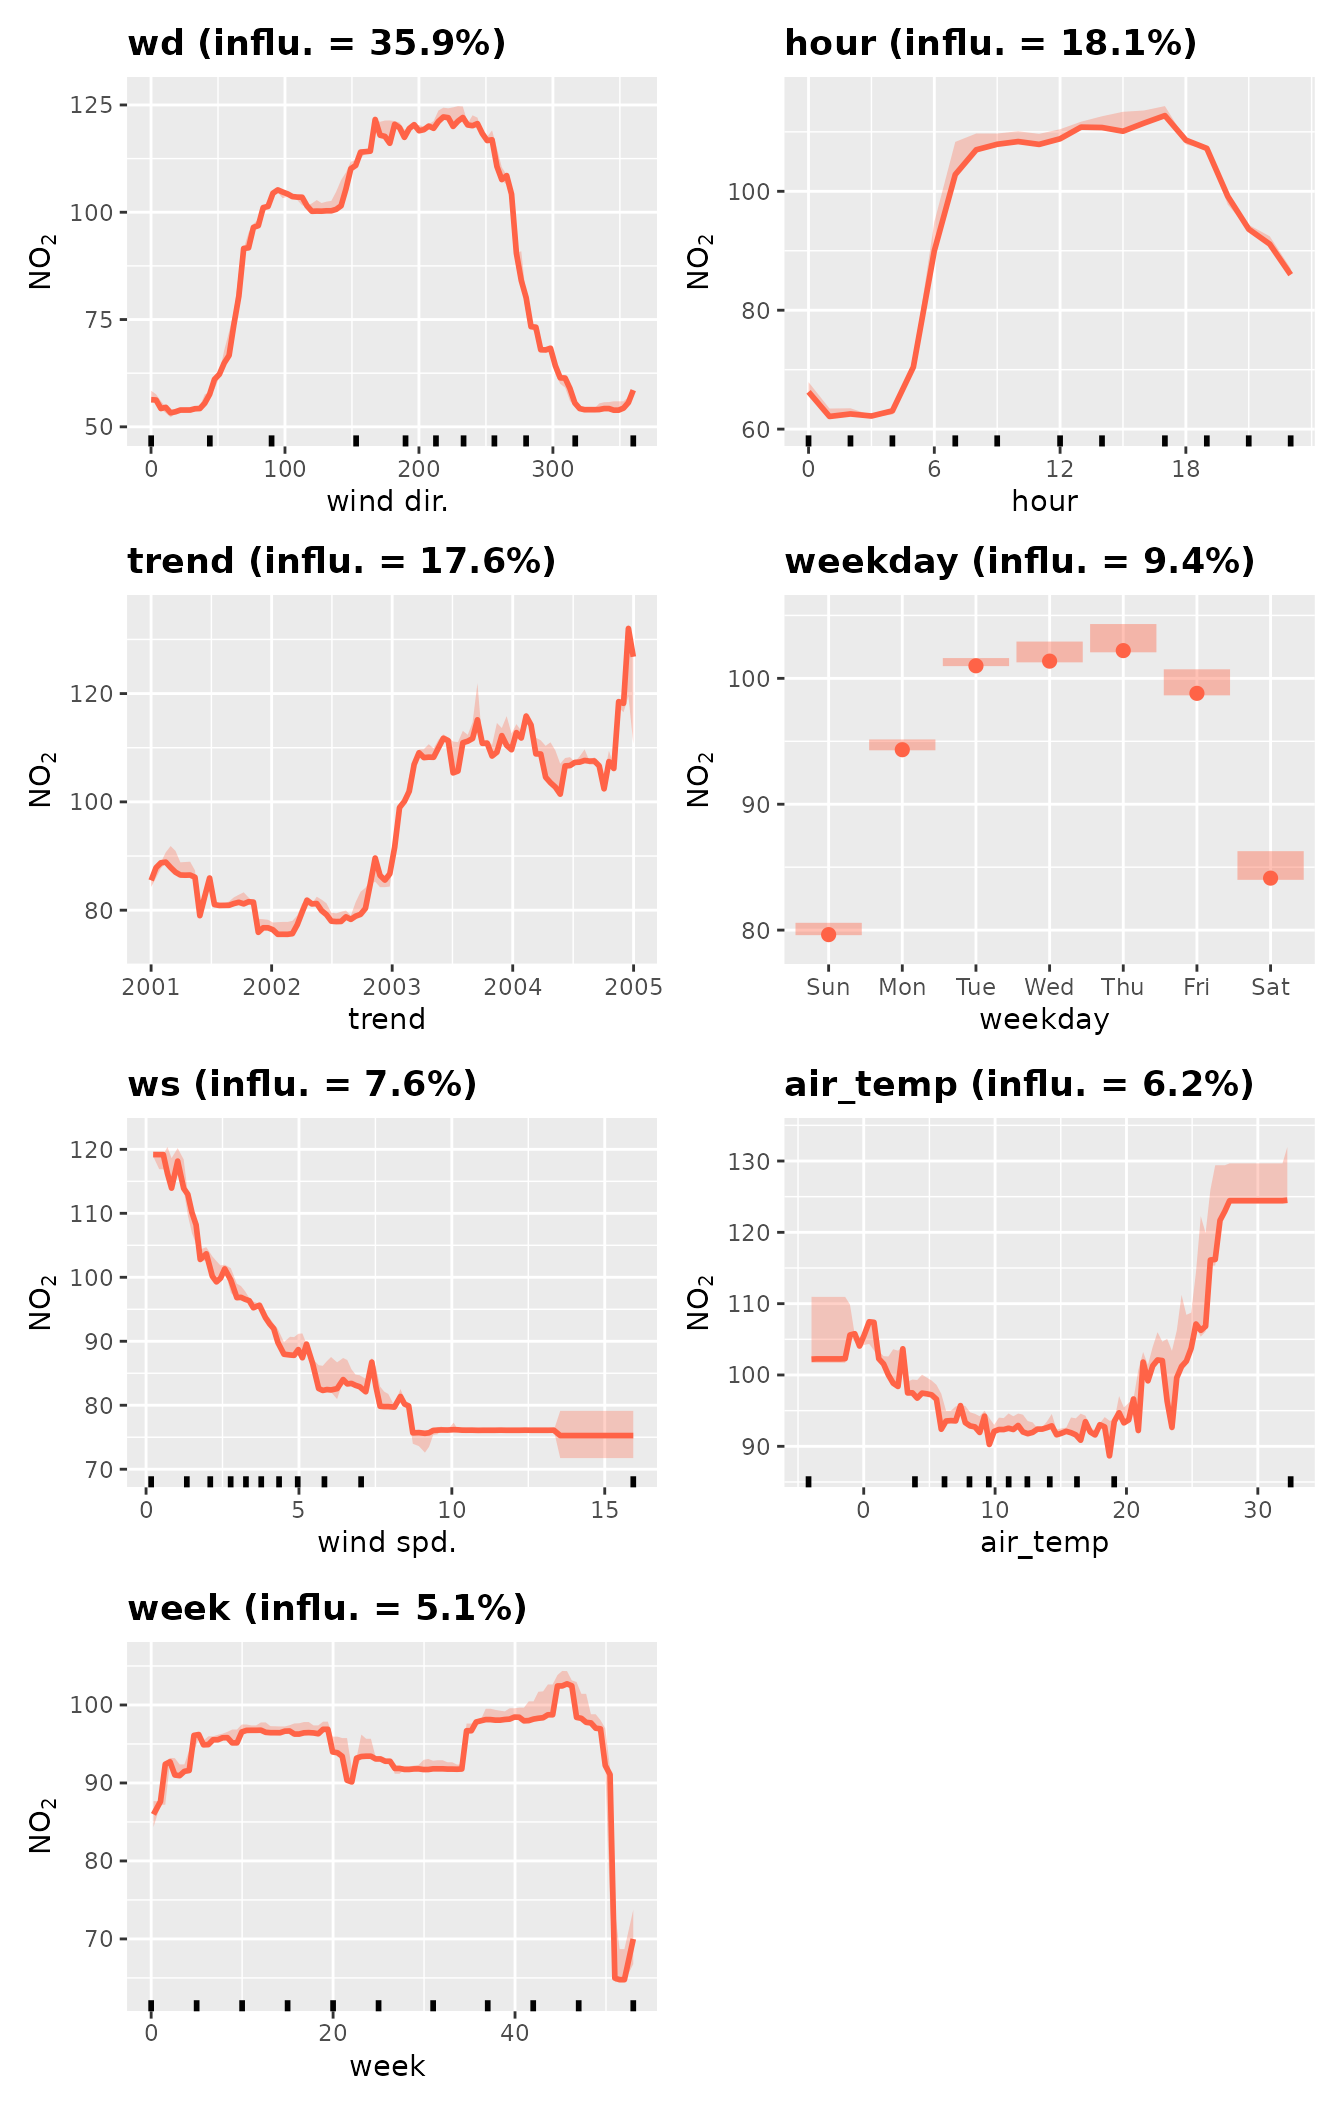 wd (influ. = 35.9%)
125
100
75
50
NO2
0 100 200 300
wind dir.
hour (influ. = 18.1%)
100
80
60
NO2
0 6 12 18
hour
trend (influ. = 17.6%)
120
100
80
NO2
2001 2002 2003 2004 2005
trend
weekday (influ. = 9.4%)
100
90
80
NO2
Sun Mon Tue Wed Thu Fri Sat
weekday
ws (influ. = 7.6%)
120
110
100
90
80
70
NO2
0 5 10 15
wind spd.
air_temp (influ. = 6.2%)
130
120
110
100
90
NO2
0 10 20 30
air_temp
week (influ. = 5.1%)
100
90
80
70
NO2
0 20 40
week